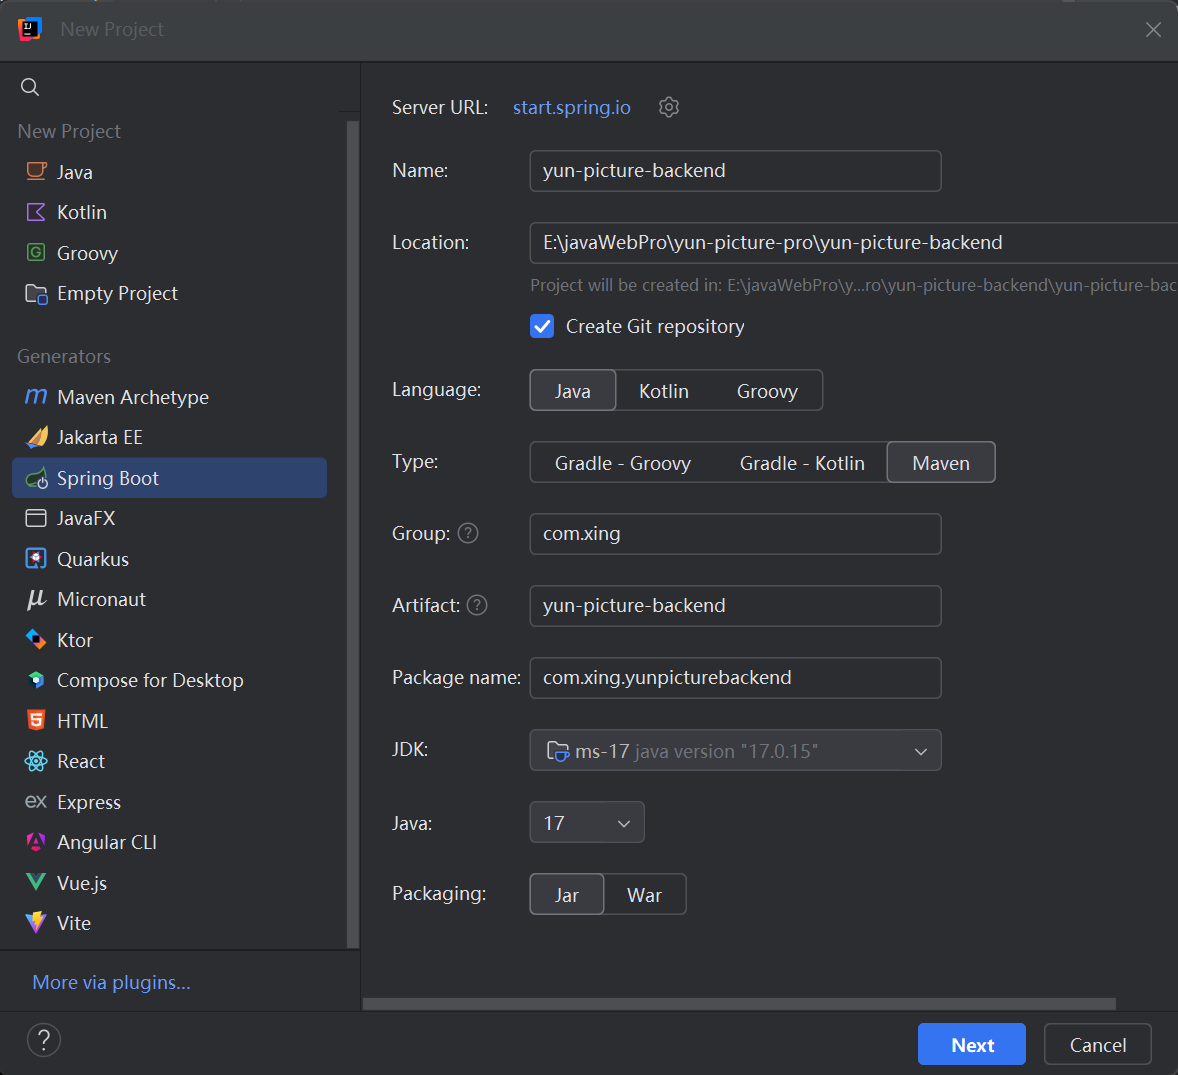 New Project
Server URL: start.spring.io
New Project
Java
Kotlin
Groovy
Empty Project
Generators
Maven Archetype
Jakarta EE
Spring Boot
JavaFX
Quarkus
Micronaut
Ktor
Compose for Desktop
HTML
React
ex Express
Angular CLI
Vue.js
Vite
More via plugins...
Name: yun-picture-backend
Location: E:\javaWebPro\yun-picture-pro\yun-picture-backend
Project will be created in: E:\javaWebPro\y...ro\yun-picture-backend\yun-picture-bac
Create Git repository
Language: Java Kotlin Groovy
Type: Gradle - Groovy Gradle - Kotlin Maven
Group: ? com.xing
Artifact: ? yun-picture-backend
Package name: com.xing.yunpicturebackend
JDK: ms-17 java version "17.0.15"
Java: 17
Packaging: Jar War
? Next Cancel